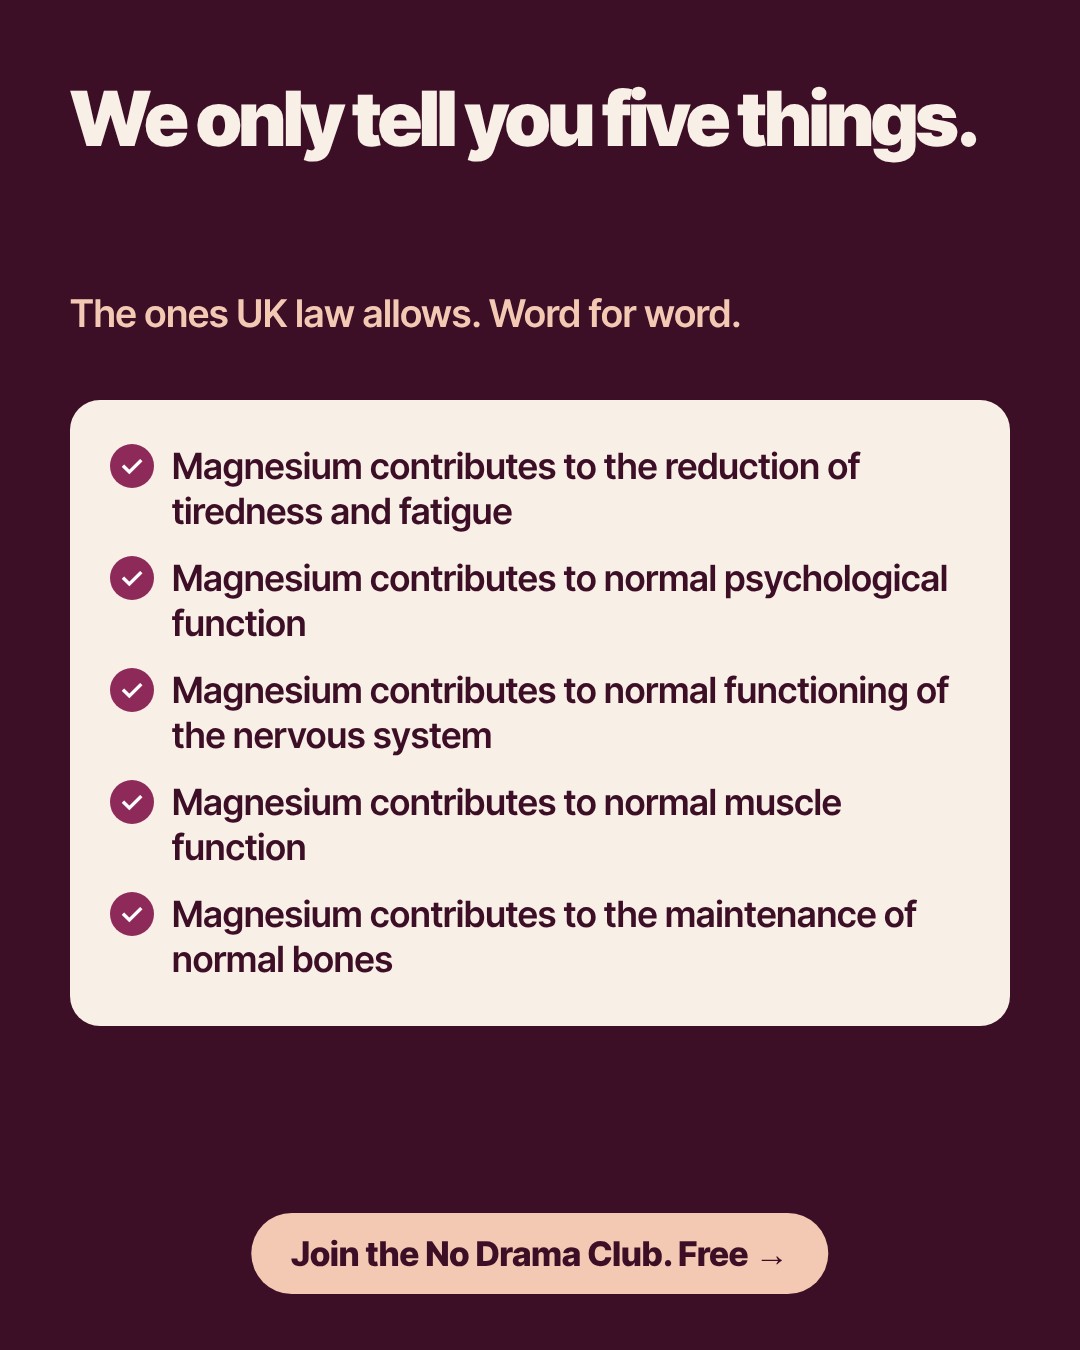 We only tell you five things.
The ones UK law allows. Word for word.
Magnesium contributes to the reduction of
tiredness and fatigue
Magnesium contributes to normal psychological
function
Magnesium contributes to normal functioning of
the nervous system
Magnesium contributes to normal muscle
function
Magnesium contributes to the maintenance of
normal bones
Join the No Drama Club. Free →